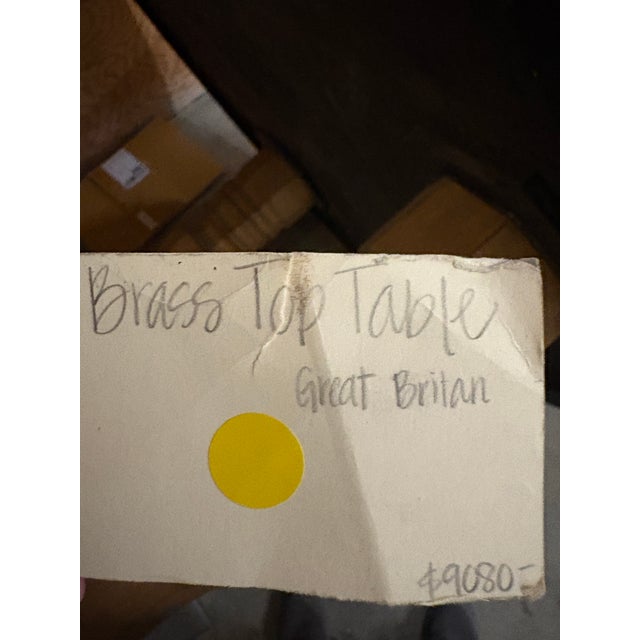 Brass Top Table
Great Britan
$9080-